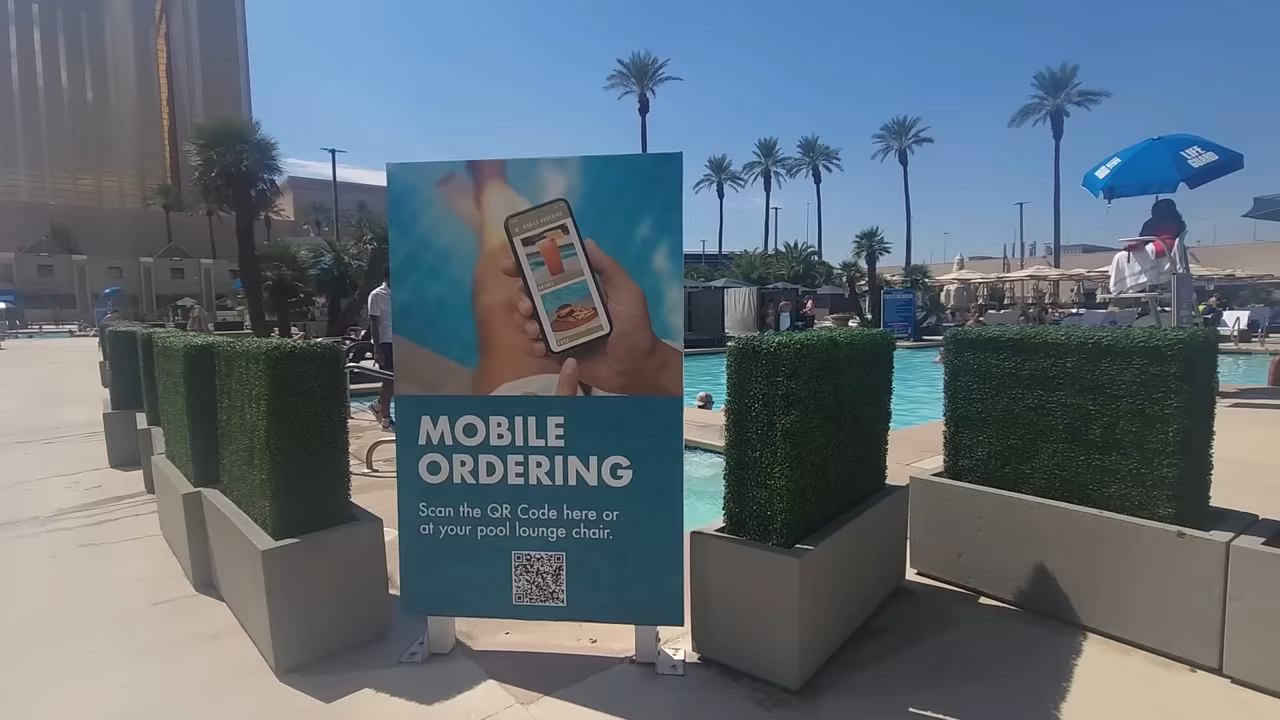 LIFE
GUARD
MOBILE ORDERING
MOBILE
ORDERING
Scan the QR Code here or
at your pool lounge chair.